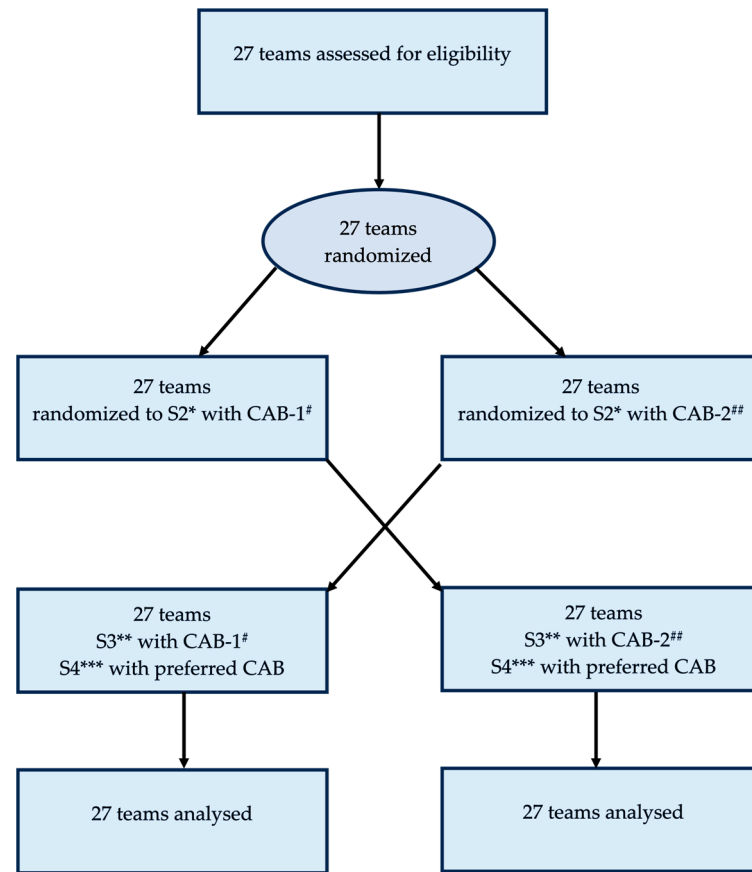 27 teams assessed for eligibility
27 teams
randomized
27 teams
randomized to S2* with CAB-1#
27 teams
randomized to S2* with CAB-2##
27 teams
S3** with CAB-1#
S4*** with preferred CAB
27 teams
S3** with CAB-2##
S4*** with preferred CAB
27 teams analysed
27 teams analysed